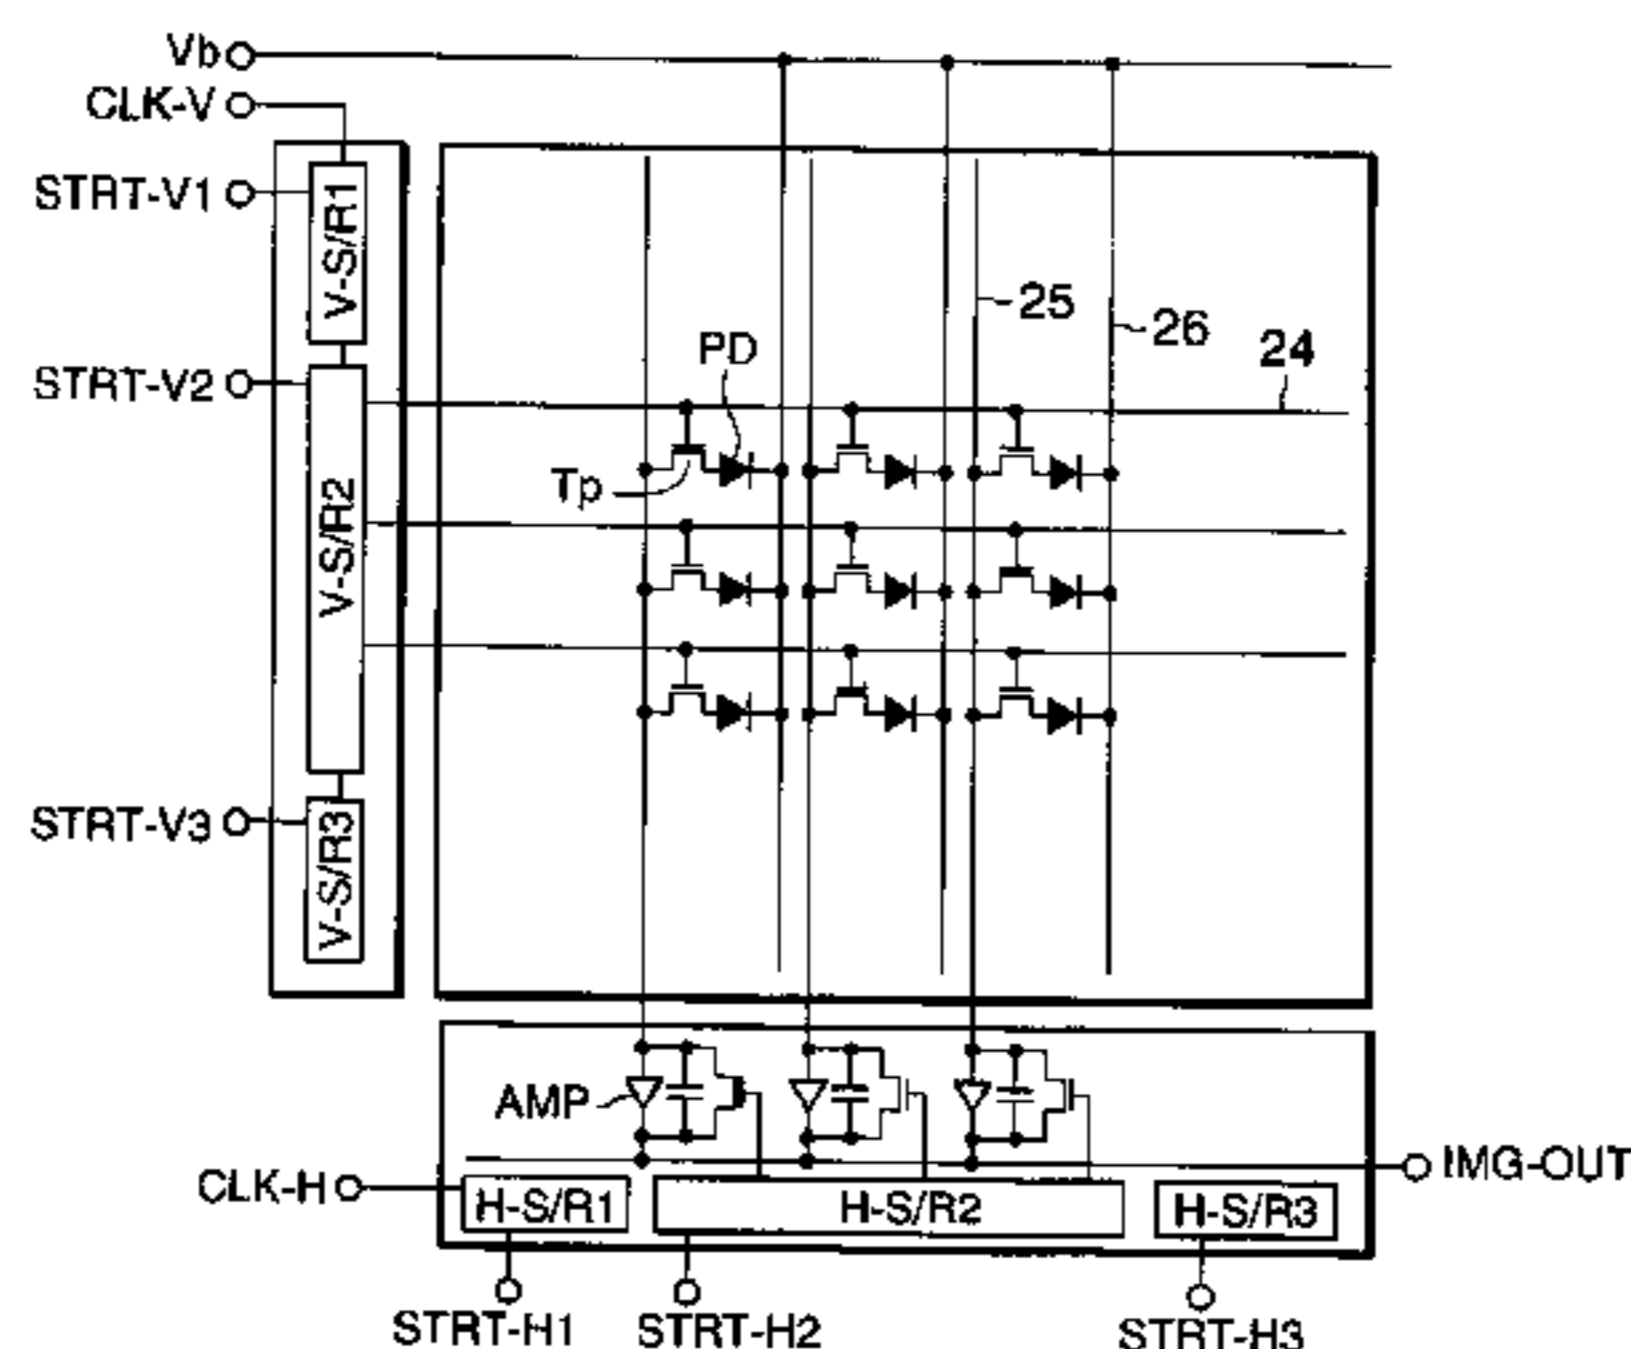 Vb
CLK-V
STRT-V1
V-S/R1
25
26
PD
24
STRT-V2
Tp
V-S/R2
STRT-V3
V-S/R3
AMP
IMG-OUT
CLK-H
H-S/R1
H-S/R2
H-S/R3
STRT-H1
STRT-H2
STRT-H3